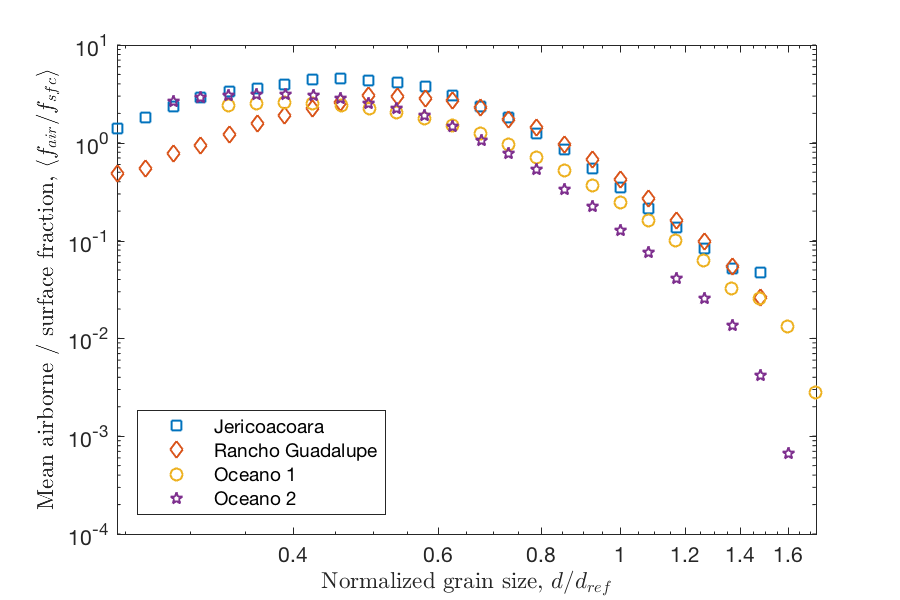 Mean airborne / surface fraction, ⟨f_air/f_sfc⟩
10^1
10^0
10^-1
10^-2
10^-3
10^-4
Jericoacoara
Rancho Guadalupe
Oceano 1
Oceano 2
0.4 0.6 0.8 1 1.2 1.4 1.6
Normalized grain size, d/d_ref